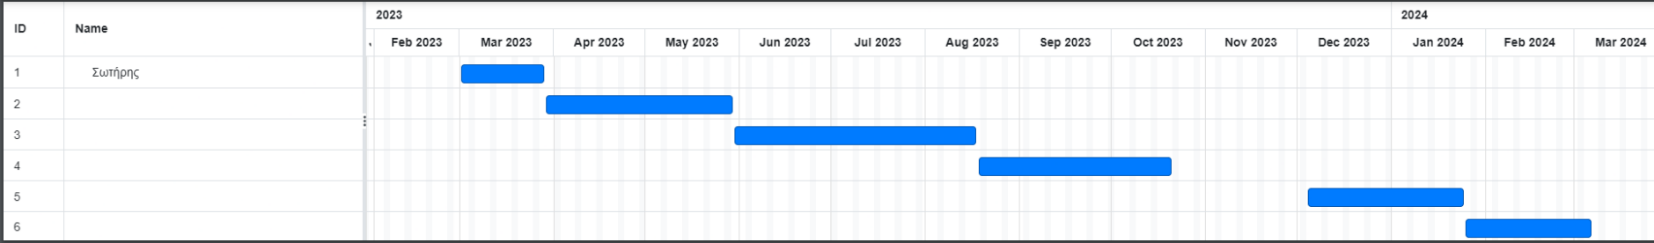 2023 2024
ID Name
Feb 2023 Mar 2023 Apr 2023 May 2023 Jun 2023 Jul 2023 Aug 2023 Sep 2023 Oct 2023 Nov 2023 Dec 2023 Jan 2024 Feb 2024 Mar 2024
1 Σωτήρης
2
3
4
5
6